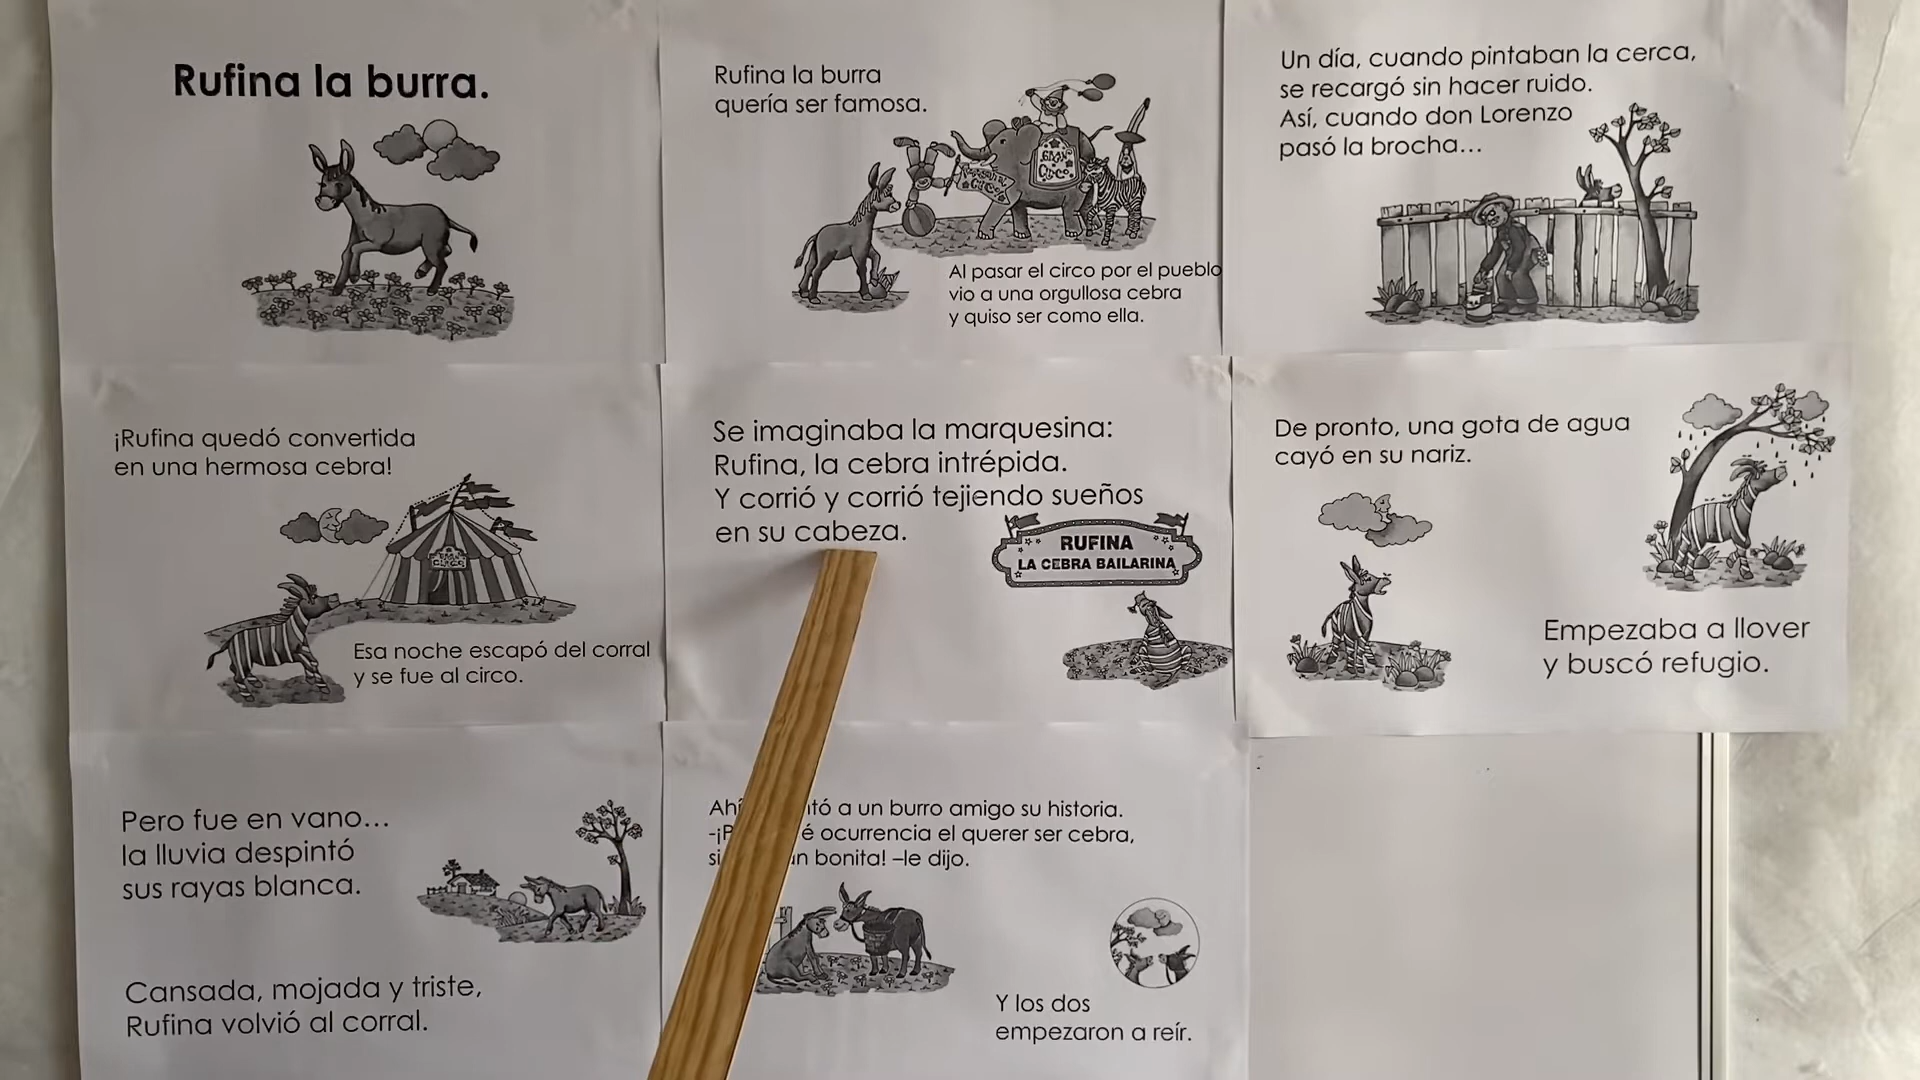 Rufina la burra.
Rufina la burra
quería ser famosa.
GRAN
CIRCO
Al pasar el circo por el pueblo
vio a una orgullosa cebra
y quiso ser como ella.
Un día, cuando pintaban la cerca,
se recargó sin hacer ruido.
Así, cuando don Lorenzo
pasó la brocha...
¡Rufina quedó convertida
en una hermosa cebra!
GRAN
CIRCO
Esa noche escapó del corral
y se fue al circo.
Se imaginaba la marquesina:
Rufina, la cebra intrépida.
Y corrió y corrió tejiendo sueños
en su cabeza.
RUFINA
LA CEBRA BAILARINA
De pronto, una gota de agua
cayó en su nariz.
Empezaba a llover
y buscó refugio.
Pero fue en vano...
la lluvia despintó
sus rayas blanca.
Cansada, mojada y triste,
Rufina volvió al corral.
a un burro amigo su historia.
ocurrencia el querer ser cebra,
bonita! –le dijo.
Y los dos
empezaron a reír.